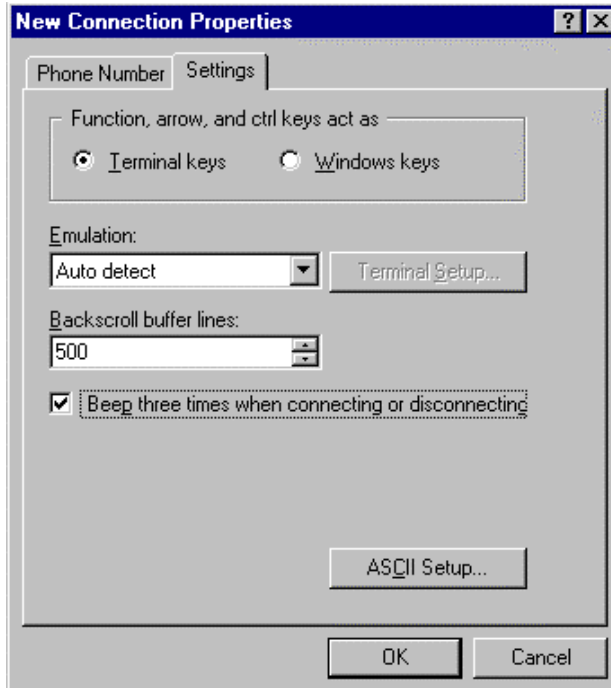 New Connection Properties
Phone Number Settings
Function, arrow, and ctrl keys act as
Terminal keys Windows keys
Emulation:
Auto detect Terminal Setup...
Backscroll buffer lines:
500
Beep three times when connecting or disconnecting
ASCII Setup...
OK Cancel